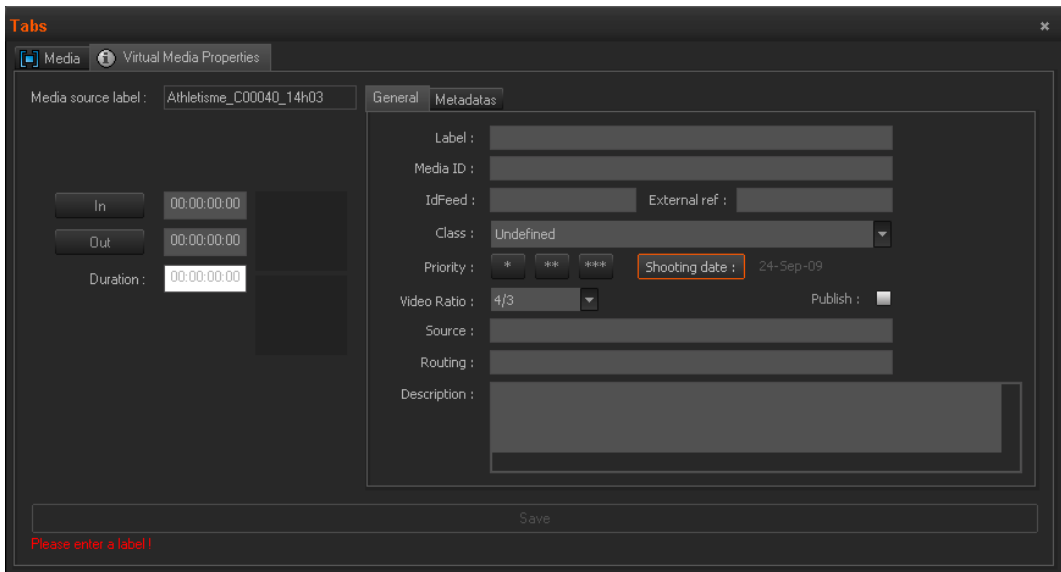 Tabs
Media Virtual Media Properties
Media source label : Athletisme_C00040_14h03
General Metadatas
Label :
Media ID :
In 00:00:00:00
IdFeed : External ref :
Out 00:00:00:00
Class : Undefined
Duration : 00:00:00:00
Priority : * ** *** Shooting date : 24-Sep-09
Video Ratio : 4/3 Publish :
Source :
Routing :
Description :
Save
Please enter a label !